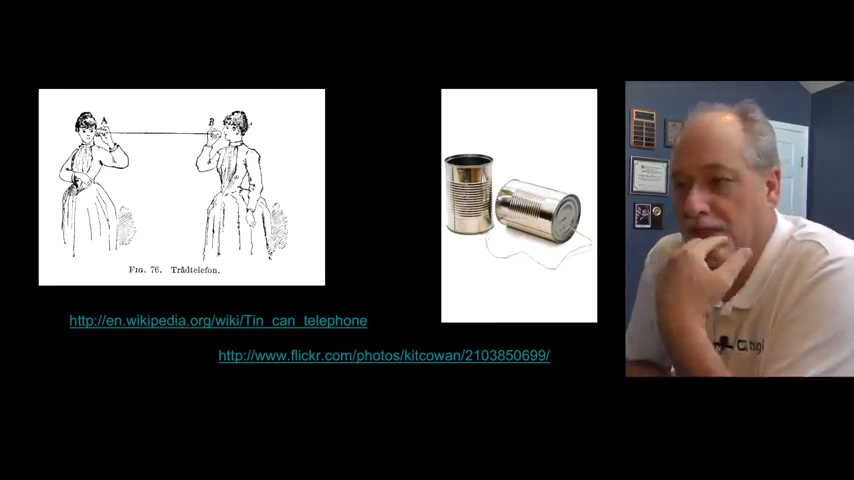 A
B
FIG. 76. Trådtelefon.
http://en.wikipedia.org/wiki/Tin_can_telephone
http://www.flickr.com/photos/kitcowan/2103850699/